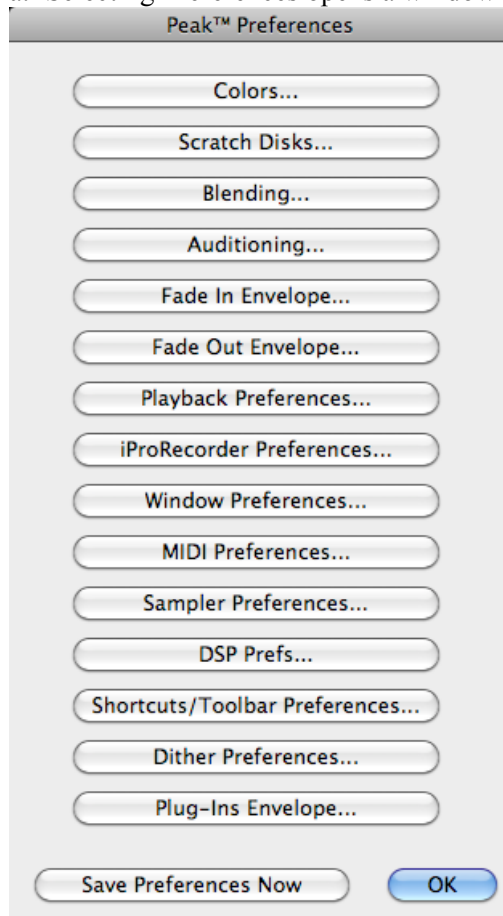 Peak™ Preferences
Colors...
Scratch Disks...
Blending...
Auditioning...
Fade In Envelope...
Fade Out Envelope...
Playback Preferences...
iProRecorder Preferences...
Window Preferences...
MIDI Preferences...
Sampler Preferences...
DSP Prefs...
Shortcuts/Toolbar Preferences...
Dither Preferences...
Plug-Ins Envelope...
Save Preferences Now OK